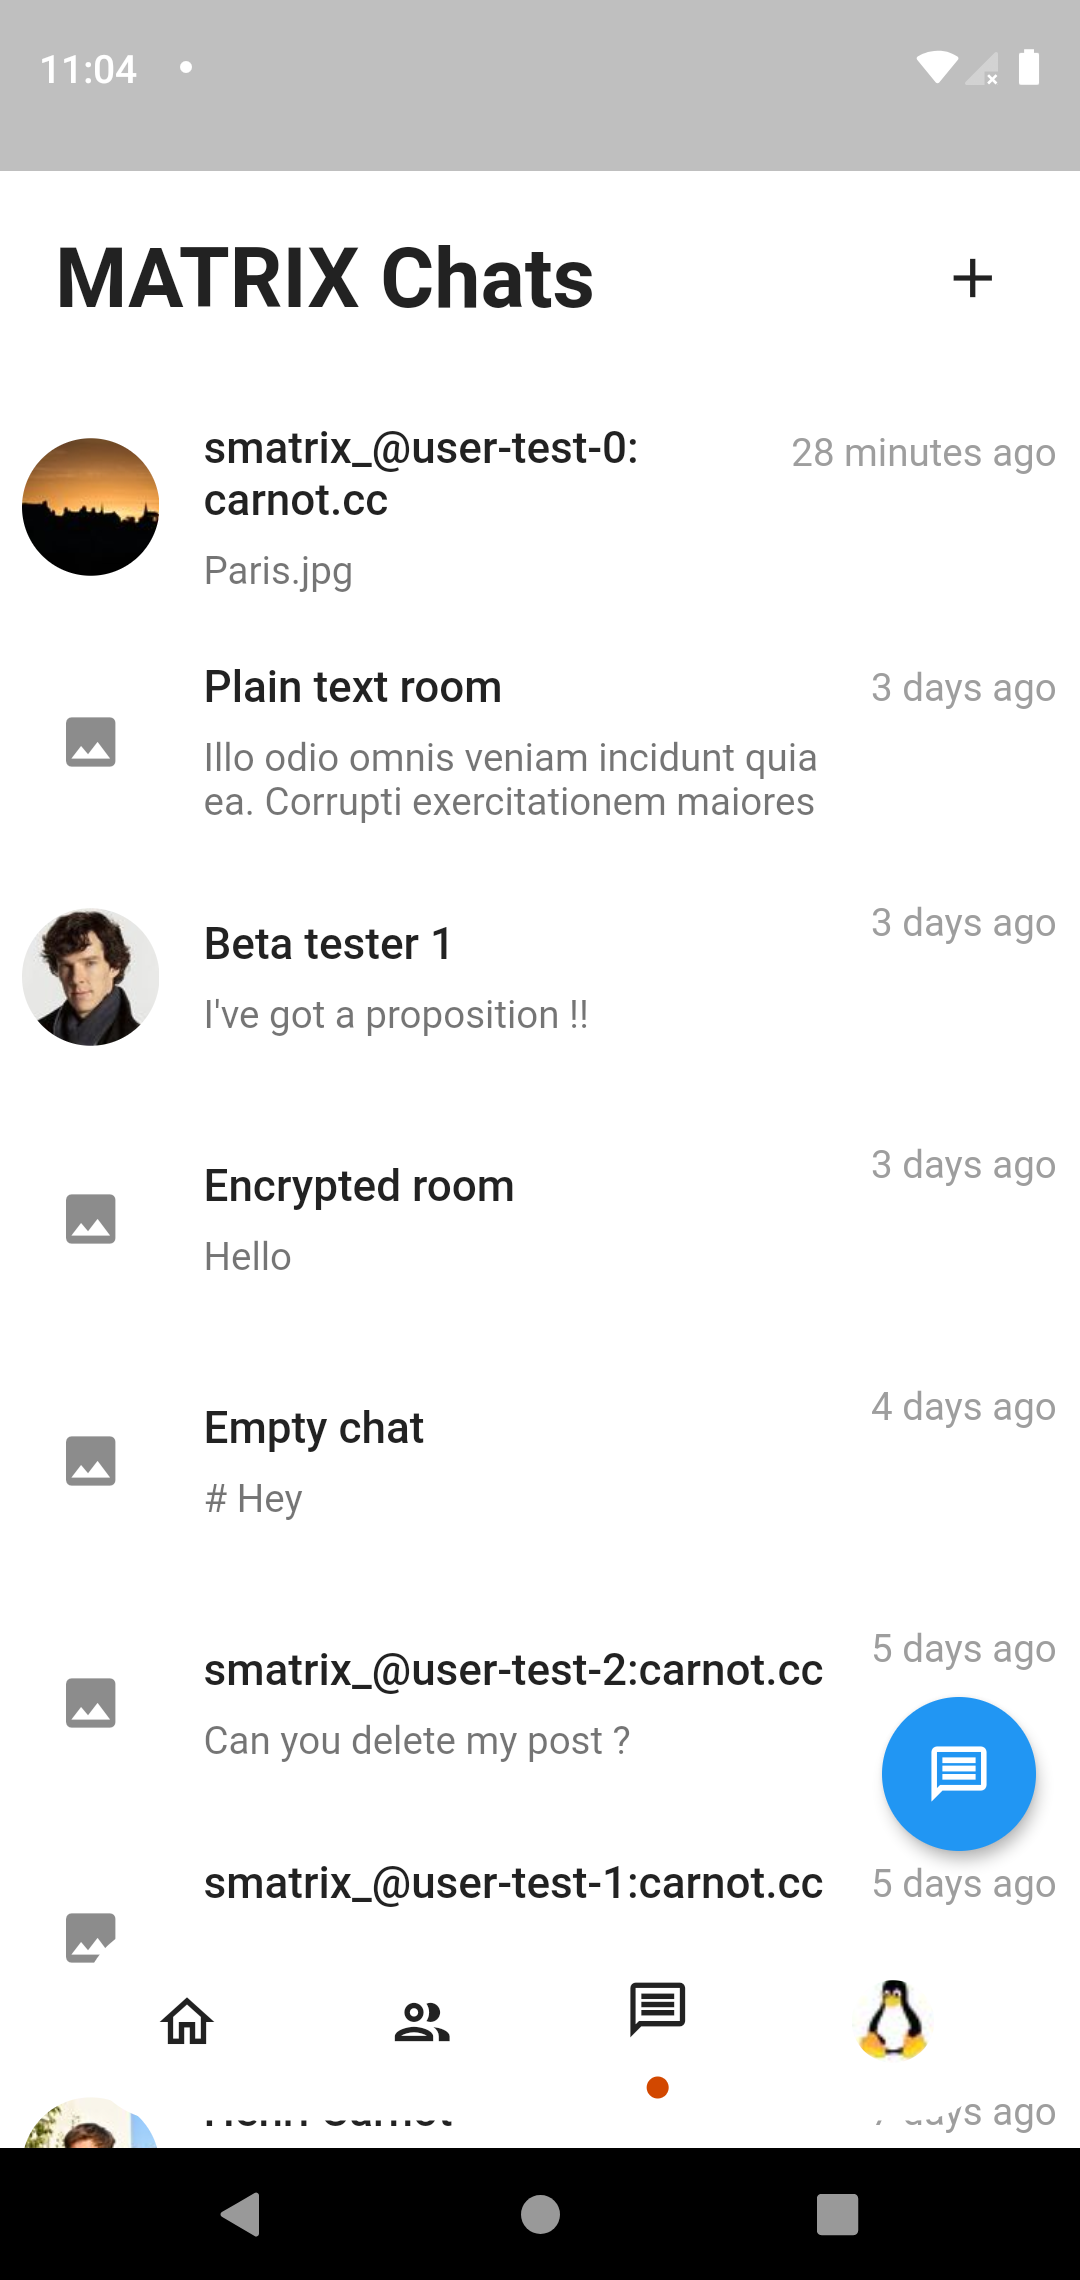 11:04
MATRIX Chats
smatrix_@user-test-0:
carnot.cc
28 minutes ago
Paris.jpg
Plain text room
3 days ago
Illo odio omnis veniam incidunt quia
ea. Corrupti exercitationem maiores
Beta tester 1
3 days ago
I've got a proposition !!
Encrypted room
3 days ago
Hello
Empty chat
4 days ago
# Hey
smatrix_@user-test-2:carnot.cc
5 days ago
Can you delete my post ?
smatrix_@user-test-1:carnot.cc
5 days ago
days ago